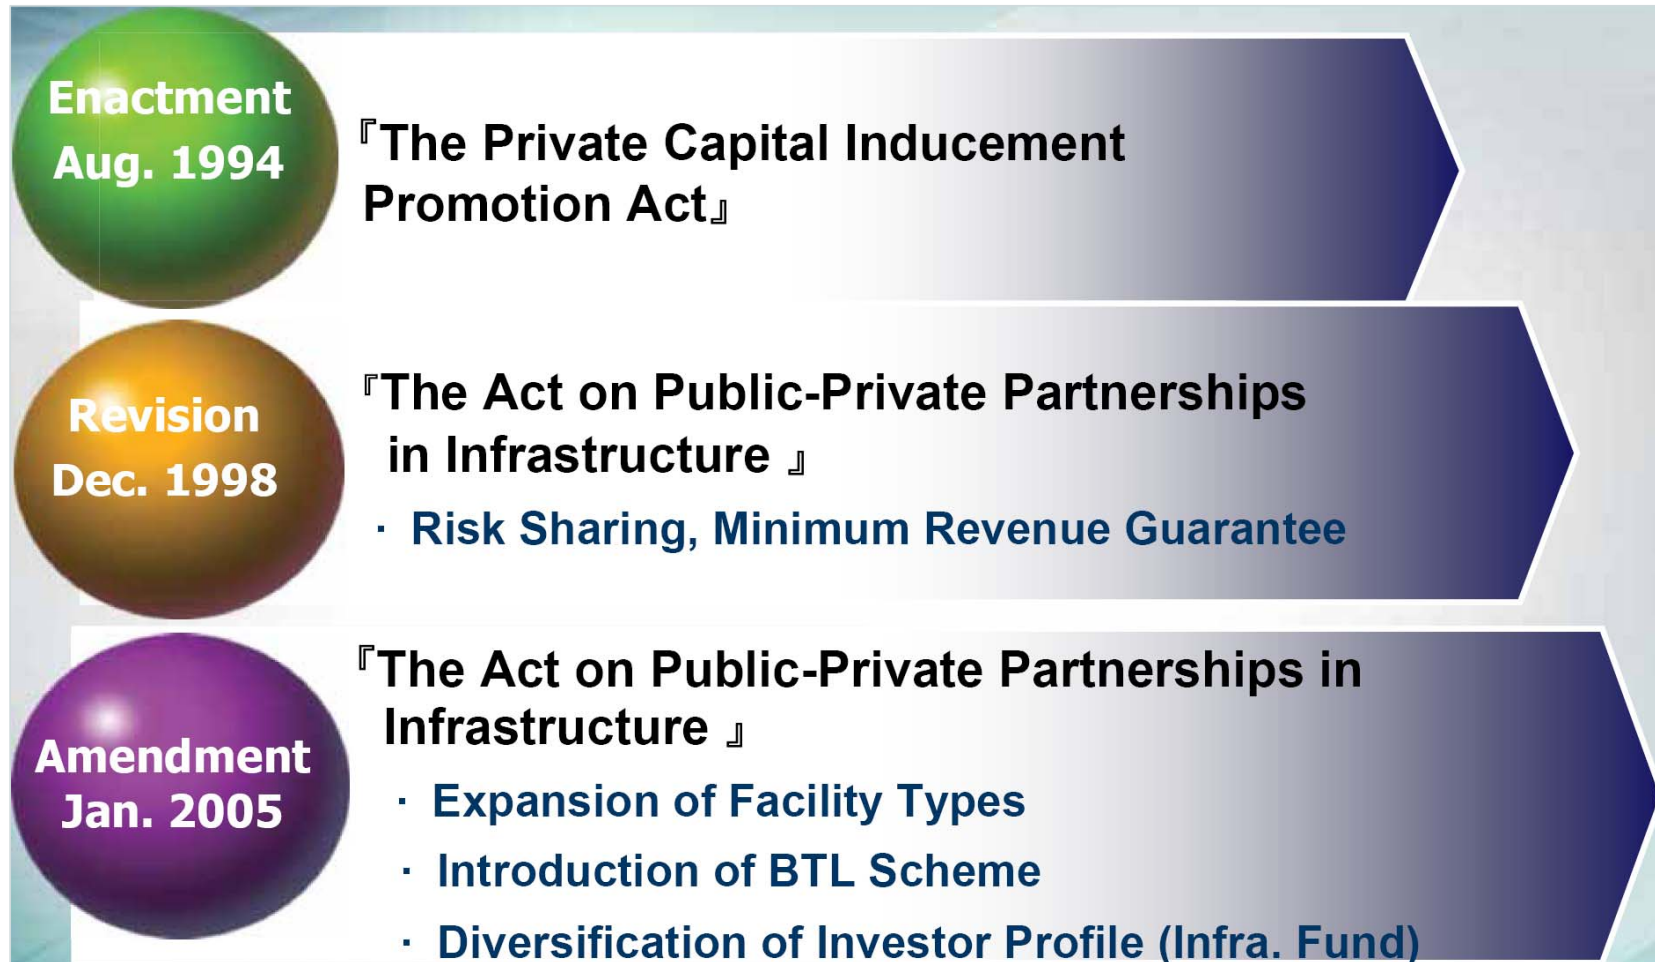 Enactment
Aug. 1994
『The Private Capital Inducement
Promotion Act』
Revision
Dec. 1998
『The Act on Public-Private Partnerships
in Infrastructure 』
· Risk Sharing, Minimum Revenue Guarantee
Amendment
Jan. 2005
『The Act on Public-Private Partnerships in
Infrastructure 』
· Expansion of Facility Types
· Introduction of BTL Scheme
· Diversification of Investor Profile (Infra. Fund)